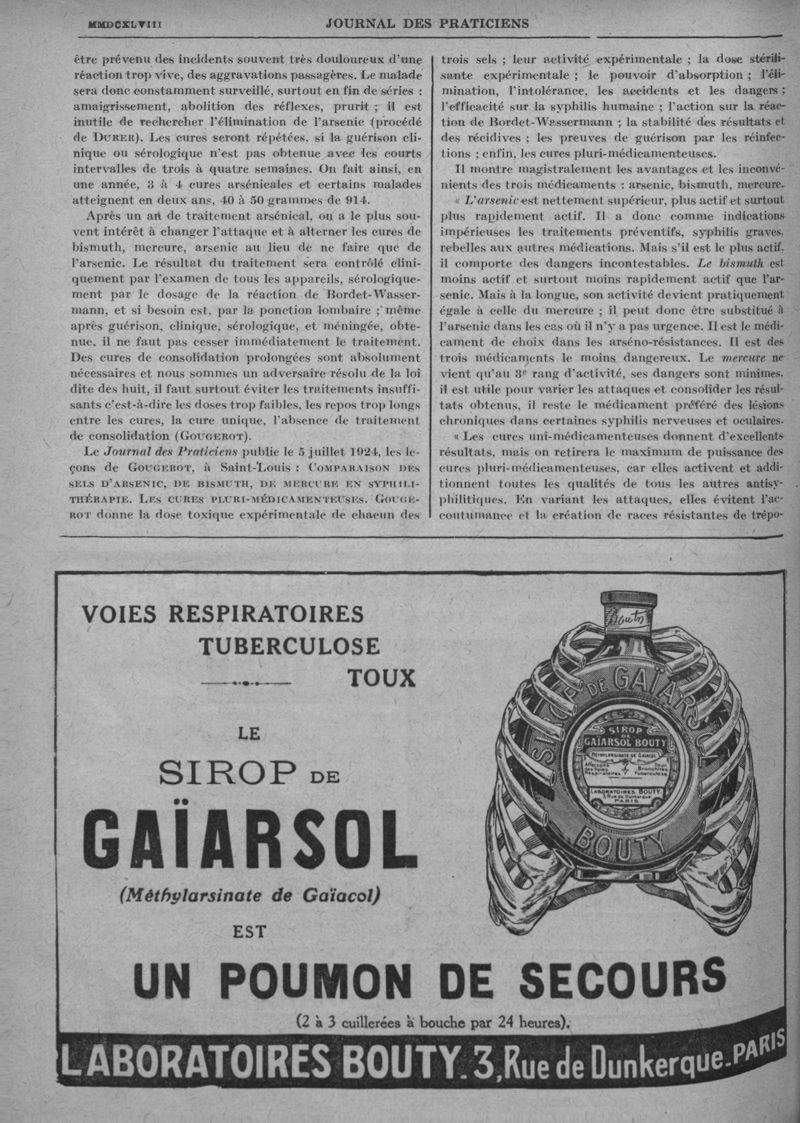 MMDCXLVIII
JOURNAL DES PRATICIENS
être prévenu des incidents souvent très douloureux d'une
réaction trop vive, des aggravations passagères. Le malade
sera donc constamment surveillé, surtout en fin de séries :
amaigrissement, abolition des réflexes, prurit ; il est
inutile de rechercher l'élimination de l'arsenic (procédé
de DURER). Les cures seront répétées, si la guérison cli-
nique ou sérologique n'est pas obtenue avec les courts
intervalles de trois à quatre semaines. On fait ainsi, en
une année, 3 à 4 cures arsénicales et certains malades
atteignent en deux ans, 40 à 50 grammes de 914.
Après un an de traitement arsénical, on a le plus sou-
vent intérêt à changer l'attaque et à alterner les cures de
bismuth, mercure, arsenic au lieu de ne faire que de
l'arsenic. Le résultat du traitement sera contrôlé clini-
quement par l'examen de tous les appareils, sérologique-
ment par le dosage de la réaction de Bordet-Wasser-
mann, et si besoin est, par la ponction lombaire ; même
après guérison, clinique, sérologique, et méningée, obte-
nue, il ne faut pas cesser immédiatement le traitement.
Des cures de consolidation prolongées sont absolument
nécessaires et nous sommes un adversaire résolu de la loi
dite des huit, il faut surtout éviter les traitements insuffi-
sants c'est-à-dire les doses trop faibles, les repos trop longs
entre les cures, la cure unique, l'absence de traitement
de consolidation (GOUGEROT).
Le Journal des Praticiens publie le 5 juillet 1924, les le-
çons de GOUGEROT, à Saint-Louis : COMPARAISON DES
SELS D'ARSENIC, DE BISMUTH, DE MERCURE EN SYPHILI-
THÉRAPIE. LES CURES PLURI-MÉDICAMENTEUSES. GOUGE-
ROT donne la dose toxique expérimentale de chacun des
trois sels ; leur activité expérimentale ; la dose stérili-
sante expérimentale ; le pouvoir d'absorption ; l'éli-
mination, l'intolérance, les accidents et les dangers ;
l'efficacité sur la syphilis humaine ; l'action sur la réac-
tion de Bordet-Wassermann ; la stabilité des résultats et
des récidives ; les preuves de guérison par les réinfec-
tions ; enfin, les cures pluri-médicamenteuses.
Il montre magistralement les avantages et les inconvé-
nients des trois médicaments : arsenic, bismuth, mercure.
« L'arsenic est nettement supérieur, plus actif et surtout
plus rapidement actif. Il a donc comme indications
impérieuses les traitements préventifs, syphilis graves,
rebelles aux autres médications. Mais s'il est le plus actif,
il comporte des dangers incontestables. Le bismuth est
moins actif et surtout moins rapidement actif que l'ar-
senic. Mais à la longue, son activité devient pratiquement
égale à celle du mercure ; il peut donc être substitué à
l'arsenic dans les cas où il n'y a pas urgence. Il est le médi-
cament de choix dans les arséno-résistances. Il est des
trois médicaments le moins dangereux. Le mercure ne
vient qu'au 3e rang d'activité, ses dangers sont minimes,
il est utile pour varier les attaques et consolider les résul-
tats obtenus, il reste le médicament préféré des lésions
chroniques dans certaines syphilis nerveuses et oculaires.
« Les cures uni-médicamenteuses donnent d'excellents
résultats, mais on retirera le maximum de puissance des
cures pluri-médicamenteuses, car elles activent et addi-
tionnent toutes les qualités de tous les autres antisy-
philitiques. En variant les attaques, elles évitent l'ac-
coutumance et la création de races résistantes de trépo-
VOIES RESPIRATOIRES
TUBERCULOSE
TOUX
LE
SIROP DE
GAÏARSOL
(Méthylarsinate de Gaïacol)
EST
UN POUMON DE SECOURS
(2 à 3 cuillerées à bouche par 24 heures).
LABORATOIRES BOUTY. 3, Rue de Dunkerque. PARIS
Bouty
SIROP DE GAÏARSOL
BOUTY
SIROP
DE
GAÏARSOL BOUTY
MÉTHYLARSINATE DE GAÏACOL
LABORATOIRES BOUTY
3, Rue de Dunkerque
PARIS